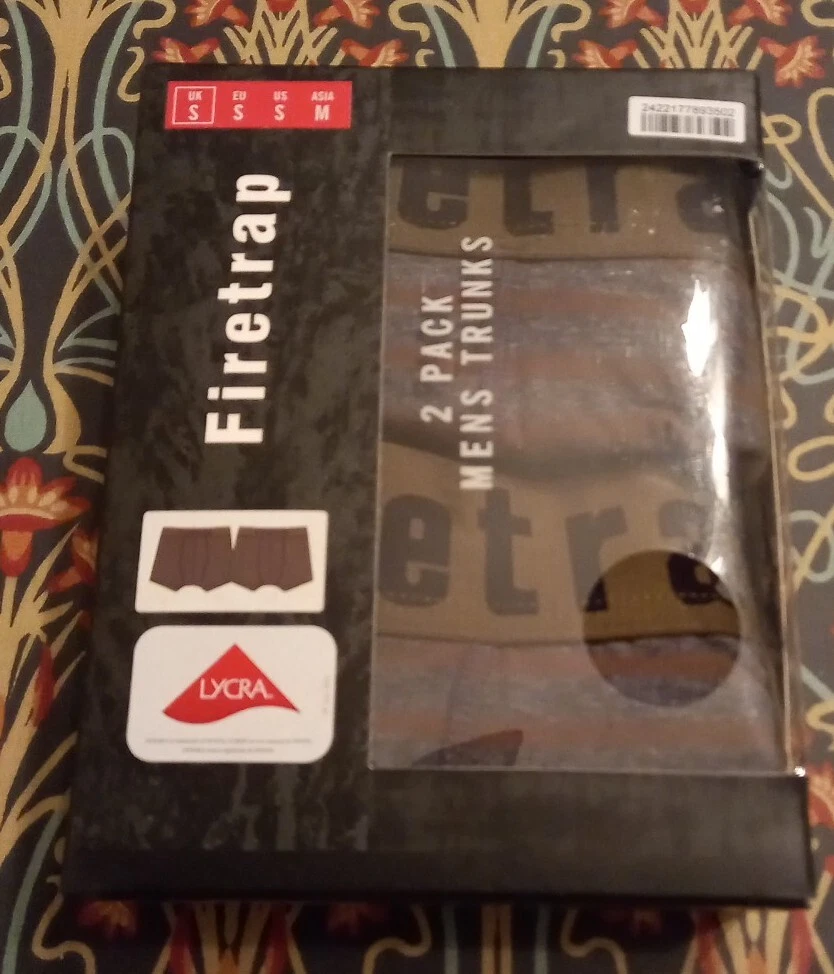 UK EU US ASIA
S S S M
2422177893502
Firetrap
2 PACK
MENS TRUNKS
etra
etra
LYCRA